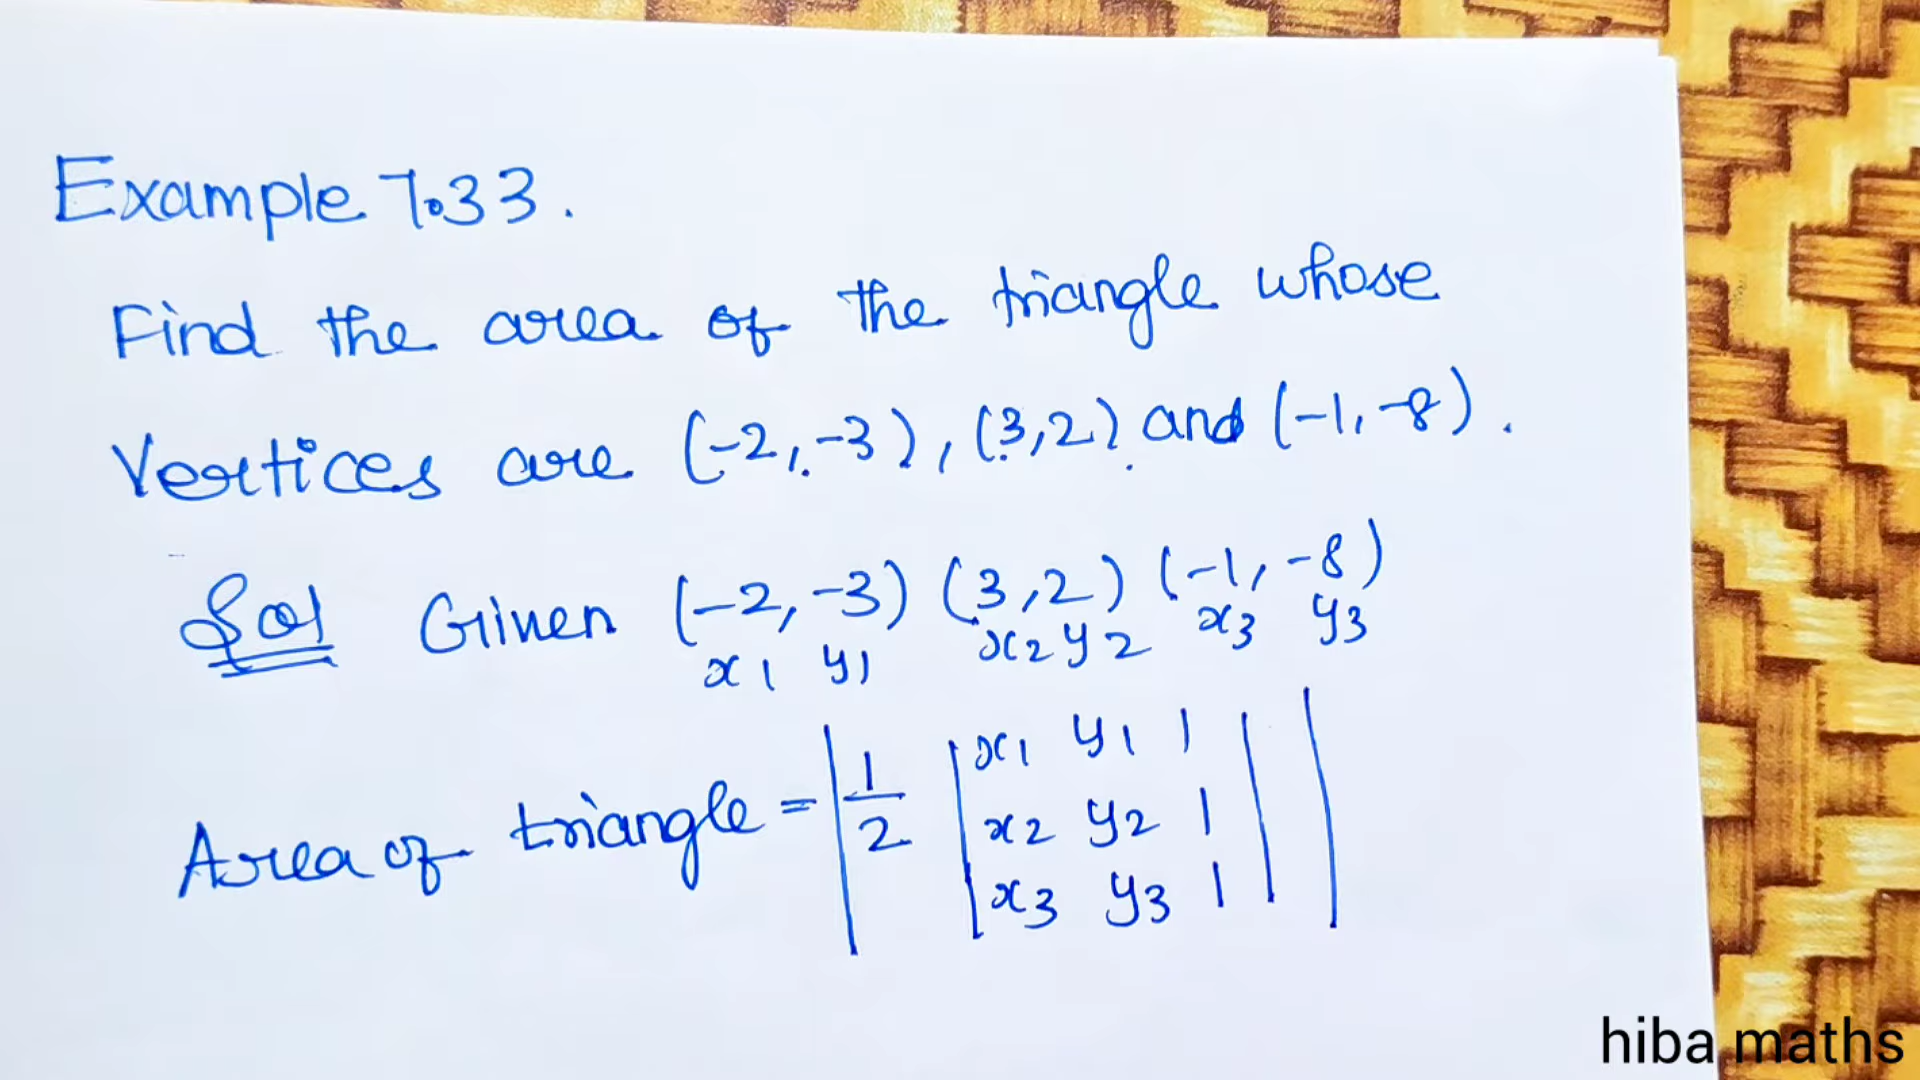 Example 7.33.
Find the area of the triangle whose
Vertices are (-2,-3), (3,2) and (-1,-8).
Sol Given (-2,-3) (3,2) (-1,-8)
x1 y1 x2 y2 x3 y3
Area of triangle = | 1/2 | x1 y1 1 | |
x2 y2 1
x3 y3 1
hiba maths